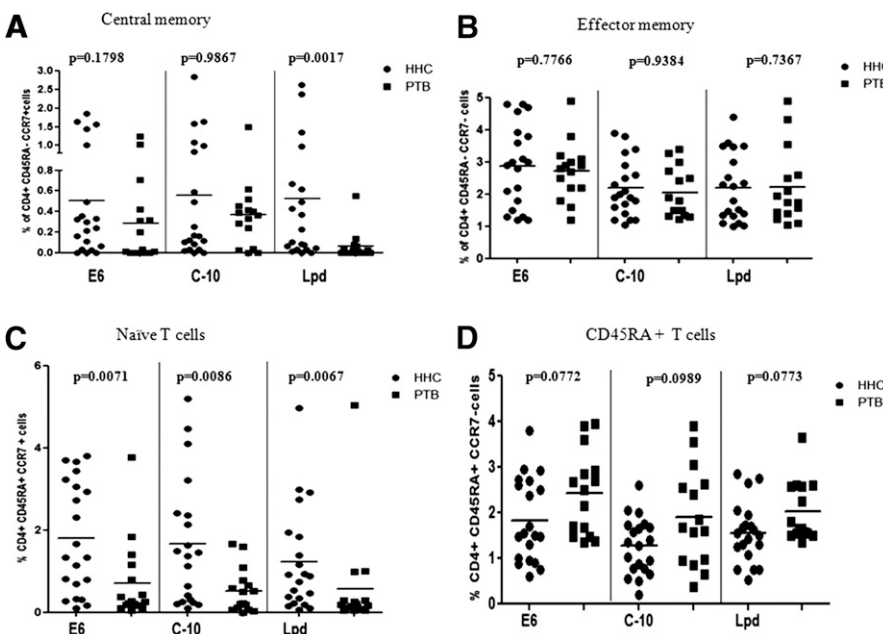 A
Central memory
p=0.1798 p=0.9867 p=0.0017
HHC
PTB
% of CD4+ CD45RA- CCR7+cells
3.0
2.5
2.0
1.5
1.0
0.8
0.6
0.4
0.2
0.0
E6 C-10 Lpd
B
Effector memory
p=0.7766 p=0.9384 p=0.7367
HHC
PTB
% of CD4+ CD45RA- CCR7- cells
5
4
3
2
1
0
E6 C-10 Lpd
C
Naïve T cells
p=0.0071 p=0.0086 p=0.0067
HHC
PTB
% CD4+ CD45RA+ CCR7 + cells
6
4
2
0
E6 C-10 Lpd
D
CD45RA + T cells
p=0.0772 p=0.0989 p=0.0773
HHC
PTB
% CD4+ CD45RA+ CCR7-cells
5
4
3
2
1
0
E6 C-10 Lpd